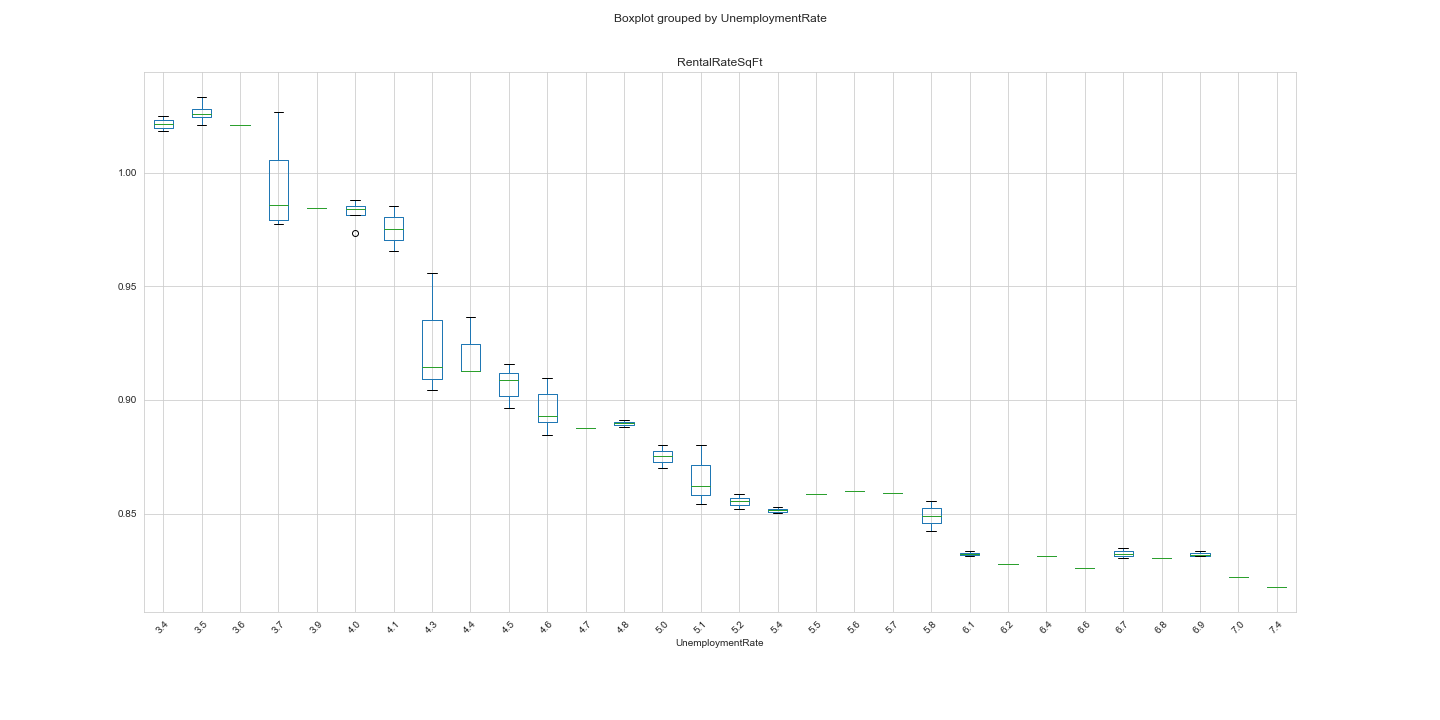 Boxplot grouped by UnemploymentRate
RentalRateSqFt
1.00
0.95
0.90
0.85
3.4 3.5 3.6 3.7 3.9 4.0 4.1 4.3 4.4 4.5 4.6 4.7 4.8 5.0 5.1 5.2 5.4 5.5 5.6 5.7 5.8 6.1 6.2 6.4 6.6 6.7 6.8 6.9 7.0 7.4
UnemploymentRate